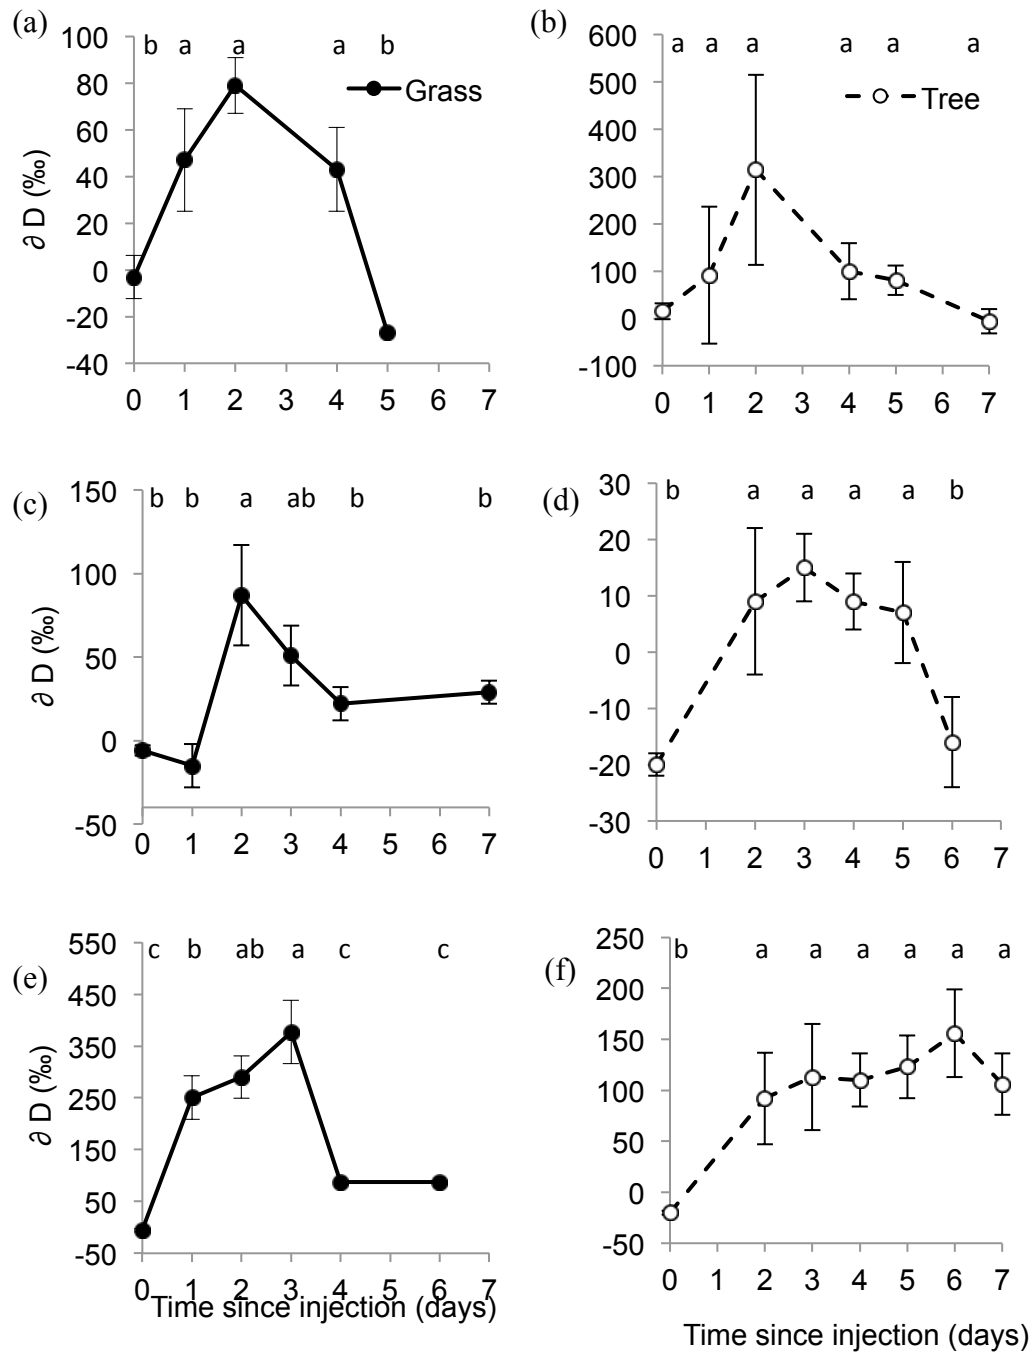 (a)
b a a a b
100
80
60
40
20
0
-20
-40
∂ D (‰)
Grass
0 1 2 3 4 5 6 7
(b)
a a a a a a
600
500
400
300
200
100
0
-100
Tree
0 1 2 3 4 5 6 7
(c)
b b a ab b b
150
100
50
0
-50
∂ D (‰)
0 1 2 3 4 5 6 7
(d)
b a a a a b
30
20
10
0
-10
-20
-30
0 1 2 3 4 5 6 7
(e)
c b ab a c c
550
450
350
250
150
50
-50
∂ D (‰)
0 1 2 3 4 5 6 7
Time since injection (days)
(f)
b a a a a a a
250
200
150
100
50
0
-50
0 1 2 3 4 5 6 7
Time since injection (days)